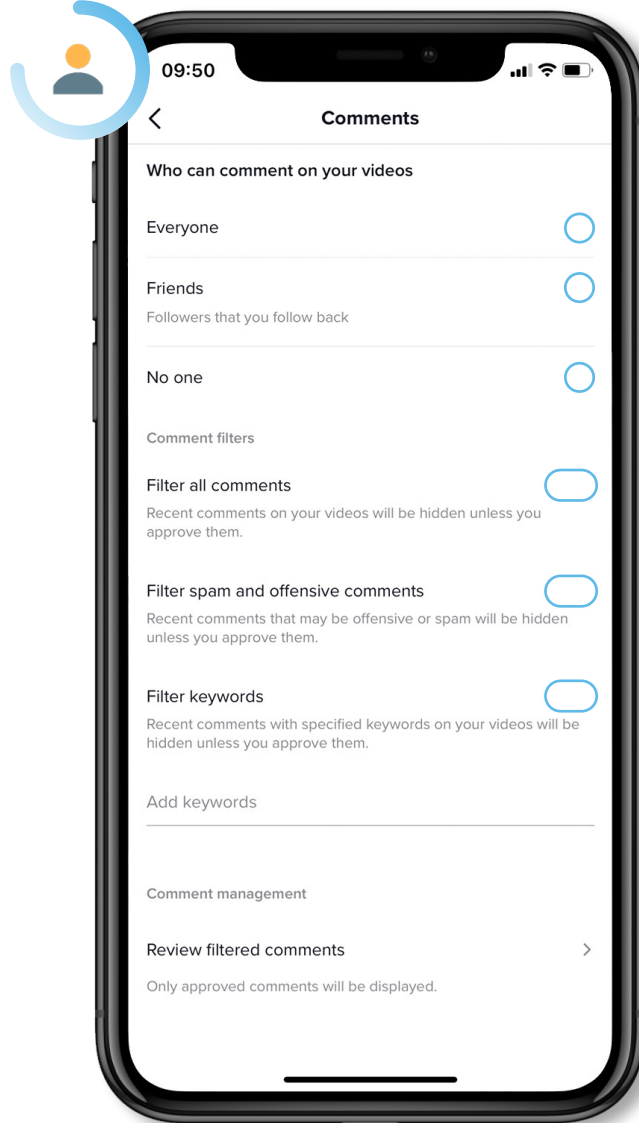 09:50
Comments
Who can comment on your videos
Everyone
Friends
Followers that you follow back
No one
Comment filters
Filter all comments
Recent comments on your videos will be hidden unless you
approve them.
Filter spam and offensive comments
Recent comments that may be offensive or spam will be hidden
unless you approve them.
Filter keywords
Recent comments with specified keywords on your videos will be
hidden unless you approve them.
Add keywords
Comment management
Review filtered comments
Only approved comments will be displayed.